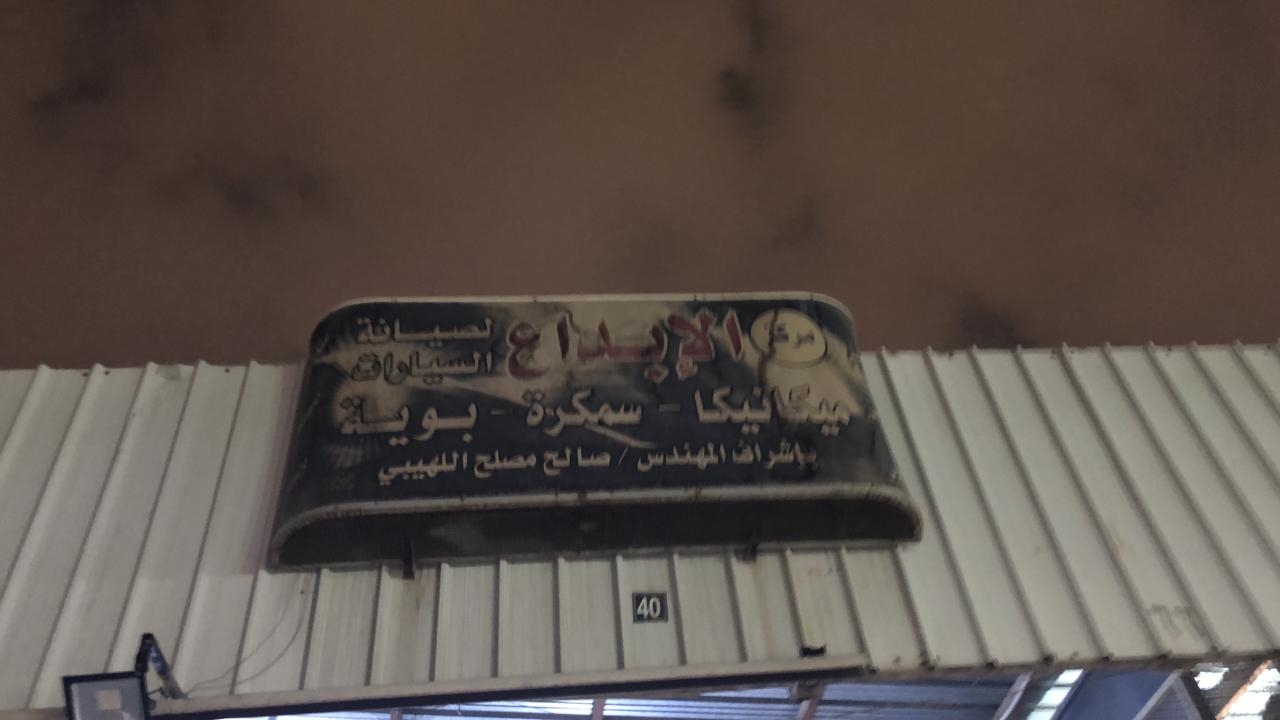 مركز الإبداع لصيانة السيارات
ميكانيكا - سمكرة - بوية
بإشراف المهندس / صالح مصلح اللهيبي
40